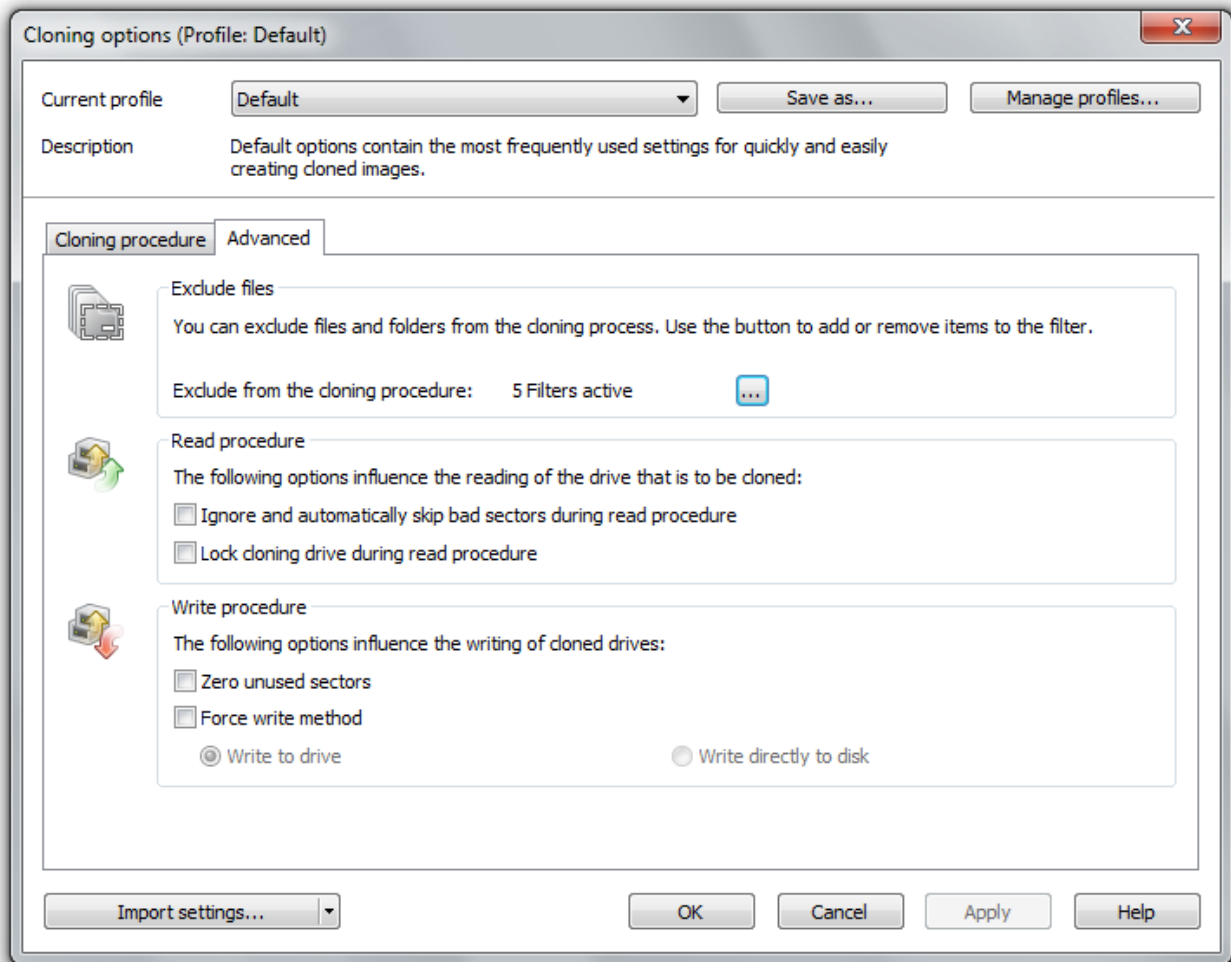 Cloning options (Profile: Default)
Current profile Default Save as... Manage profiles...
Description Default options contain the most frequently used settings for quickly and easily
creating cloned images.
Cloning procedure Advanced
Exclude files
You can exclude files and folders from the cloning process. Use the button to add or remove items to the filter.
Exclude from the cloning procedure: 5 Filters active ...
Read procedure
The following options influence the reading of the drive that is to be cloned:
Ignore and automatically skip bad sectors during read procedure
Lock cloning drive during read procedure
Write procedure
The following options influence the writing of cloned drives:
Zero unused sectors
Force write method
Write to drive Write directly to disk
Import settings... OK Cancel Apply Help